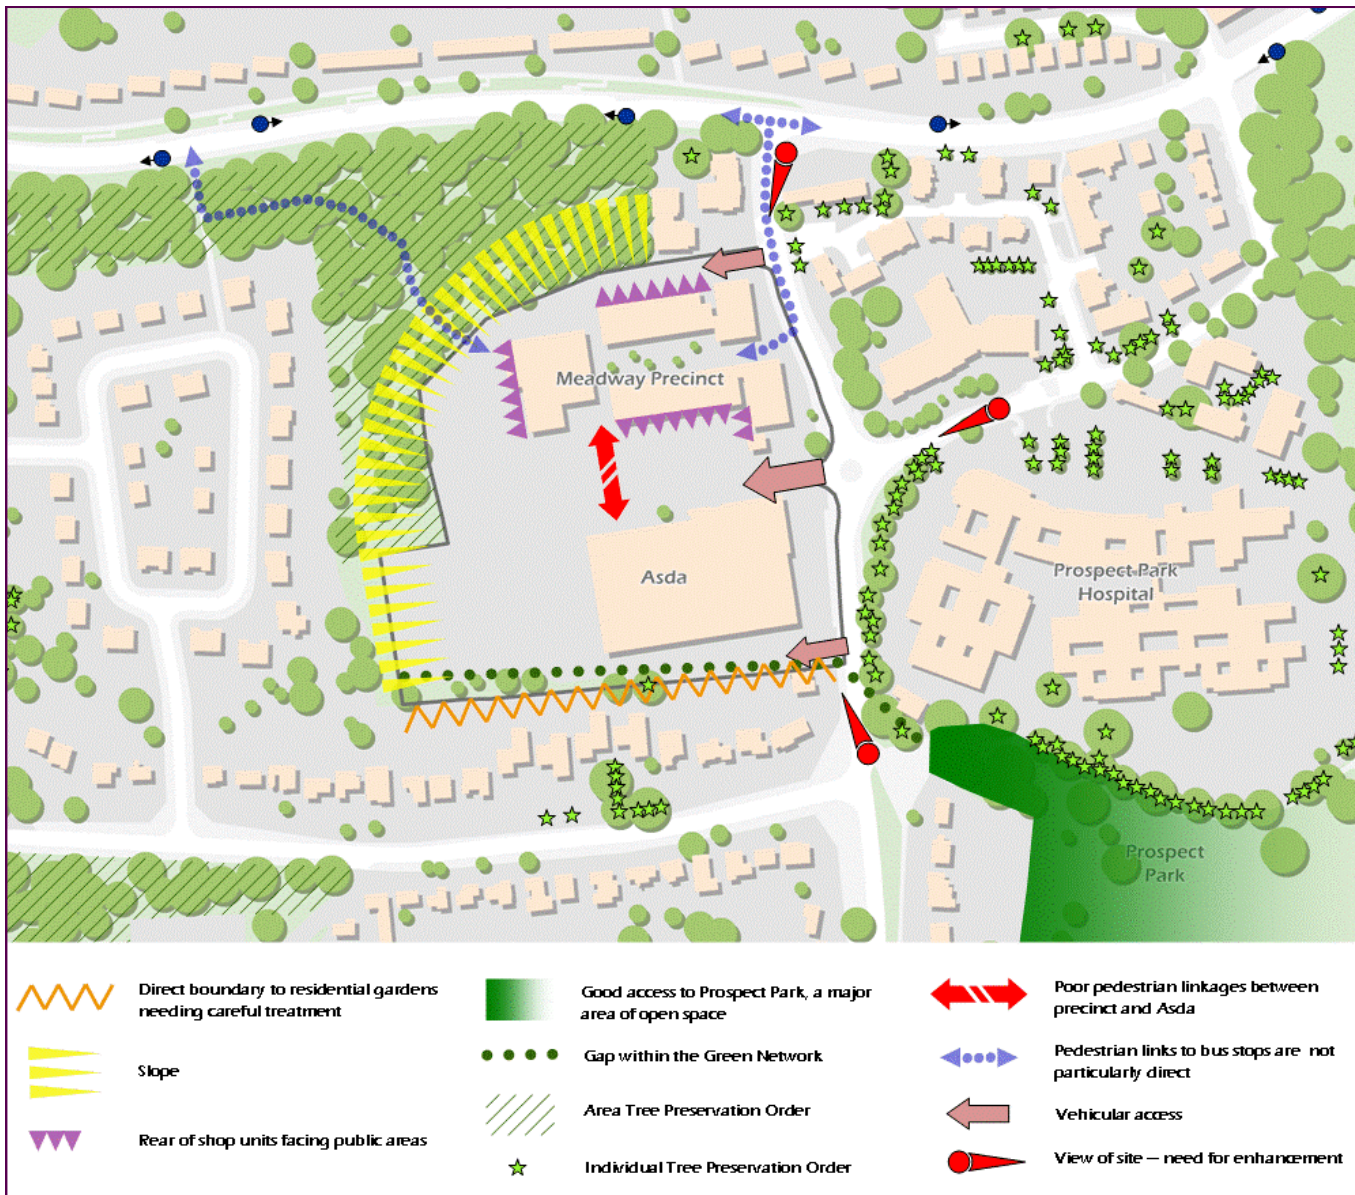 Meadway Precinct
Asda
Prospect Park
Hospital
Prospect
Park
Direct boundary to residential gardens
needing careful treatment
Slope
Rear of shop units facing public areas
Good access to Prospect Park, a major
area of open space
Gap within the Green Network
Area Tree Preservation Order
Individual Tree Preservation Order
Poor pedestrian linkages between
precinct and Asda
Pedestrian links to bus stops are not
particularly direct
Vehicular access
View of site – need for enhancement